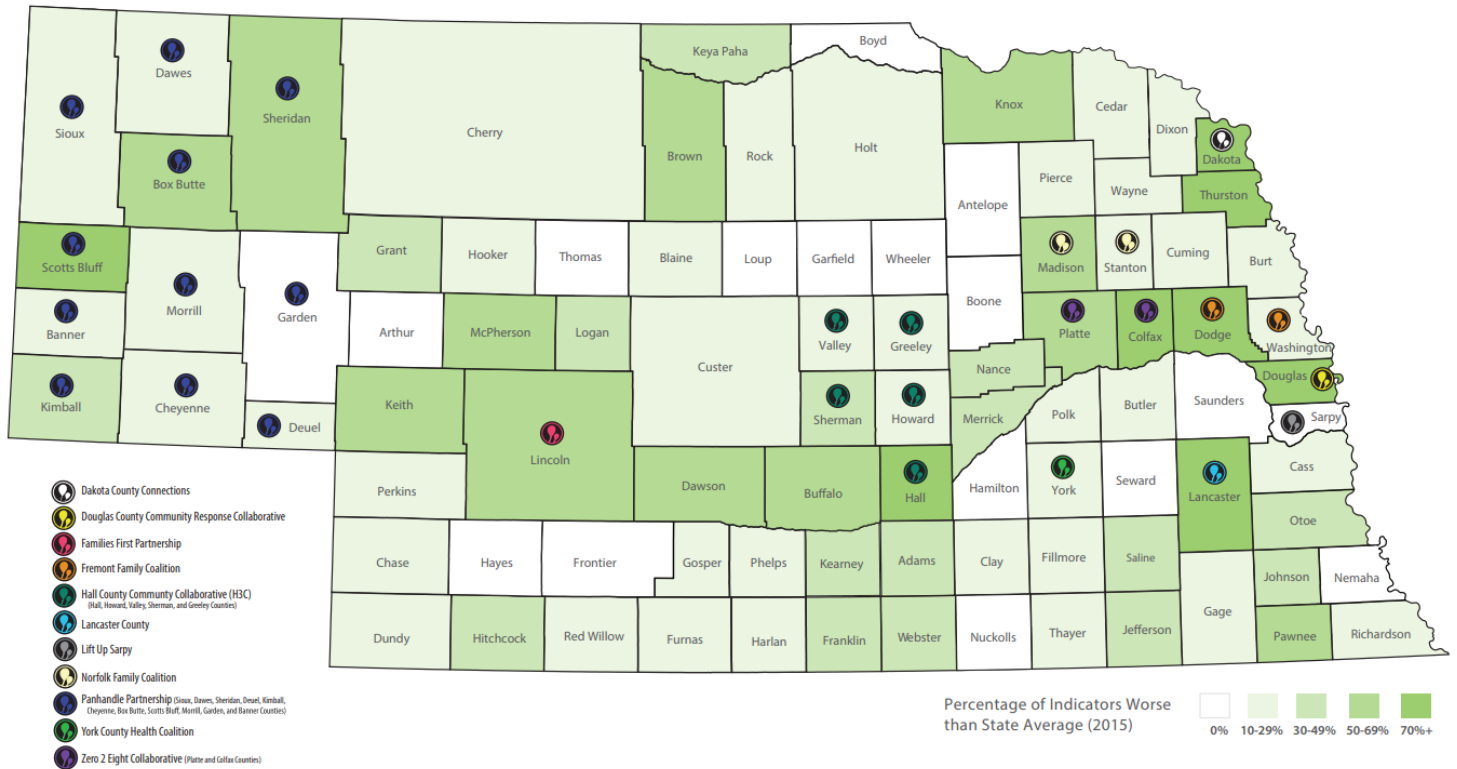 Boyd
Keya Paha
Dawes
Knox
Cedar
Sheridan
Dixon
Sioux
Cherry
Holt
Brown
Rock
Dakota
Box Butte
Pierce
Wayne
Thurston
Antelope
Grant
Hooker
Thomas
Blaine
Loup
Garfield
Wheeler
Madison
Stanton
Cuming
Burt
Scotts Bluff
Morrill
Garden
Boone
Banner
Arthur
McPherson
Logan
Valley
Greeley
Platte
Colfax
Dodge
Washington
Custer
Nance
Douglas
Kimball
Cheyenne
Deuel
Keith
Sherman
Howard
Merrick
Polk
Butler
Saunders
Sarpy
Lincoln
Cass
Perkins
Dawson
Buffalo
Hall
Hamilton
York
Seward
Lancaster
Otoe
Chase
Hayes
Frontier
Gosper
Phelps
Kearney
Adams
Clay
Fillmore
Saline
Johnson
Nemaha
Gage
Dundy
Hitchcock
Red Willow
Furnas
Harlan
Franklin
Webster
Nuckolls
Thayer
Jefferson
Pawnee
Richardson
Dakota County Connections
Douglas County Community Response Collaborative
Families First Partnership
Fremont Family Coalition
Hall County Community Collaborative (H3C)
(Hall, Howard, Valley, Sherman, and Greeley Counties)
Lancaster County
Lift Up Sarpy
Norfolk Family Coalition
Panhandle Partnership (Sioux, Dawes, Sheridan, Deuel, Kimball,
Cheyenne, Box Butte, Scotts Bluff, Morrill, Garden, and Banner Counties)
York County Health Coalition
Zero 2 Eight Collaborative (Platte and Colfax Counties)
Percentage of Indicators Worse
than State Average (2015)
0% 10-29% 30-49% 50-69% 70%+